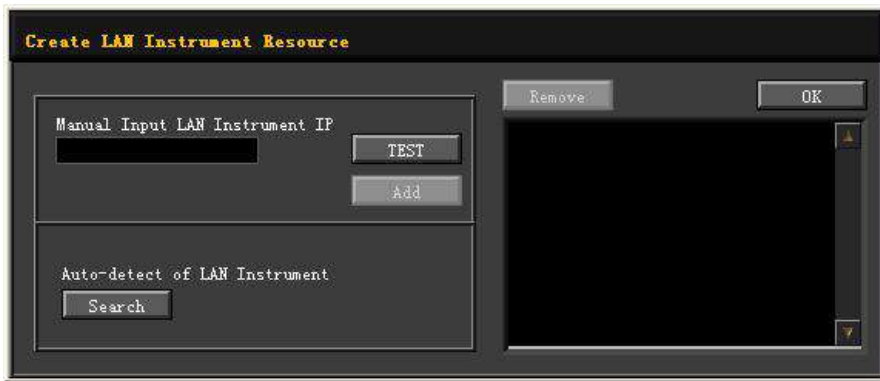 Create LAN Instrument Resource
Manual Input LAN Instrument IP
TEST
Add
Auto-detect of LAN Instrument
Search
Remove
OK